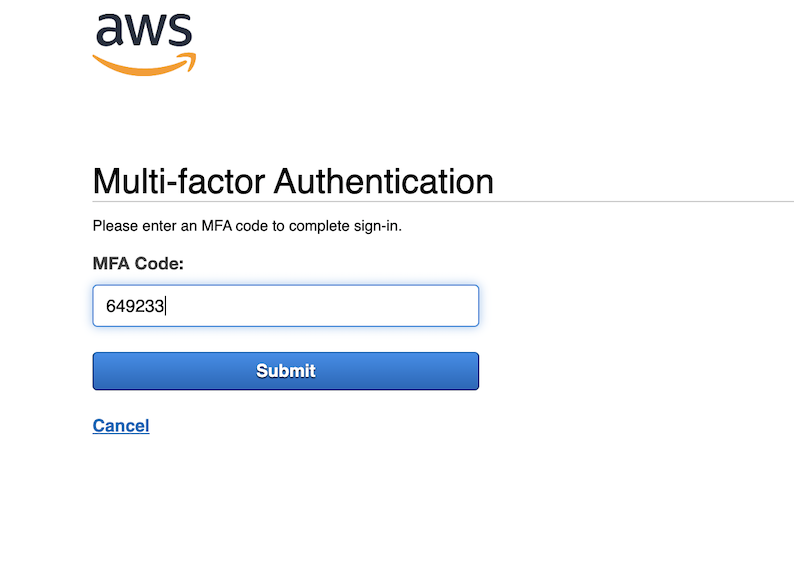 aws
Multi-factor Authentication
Please enter an MFA code to complete sign-in.
MFA Code:
649233
Submit
Cancel